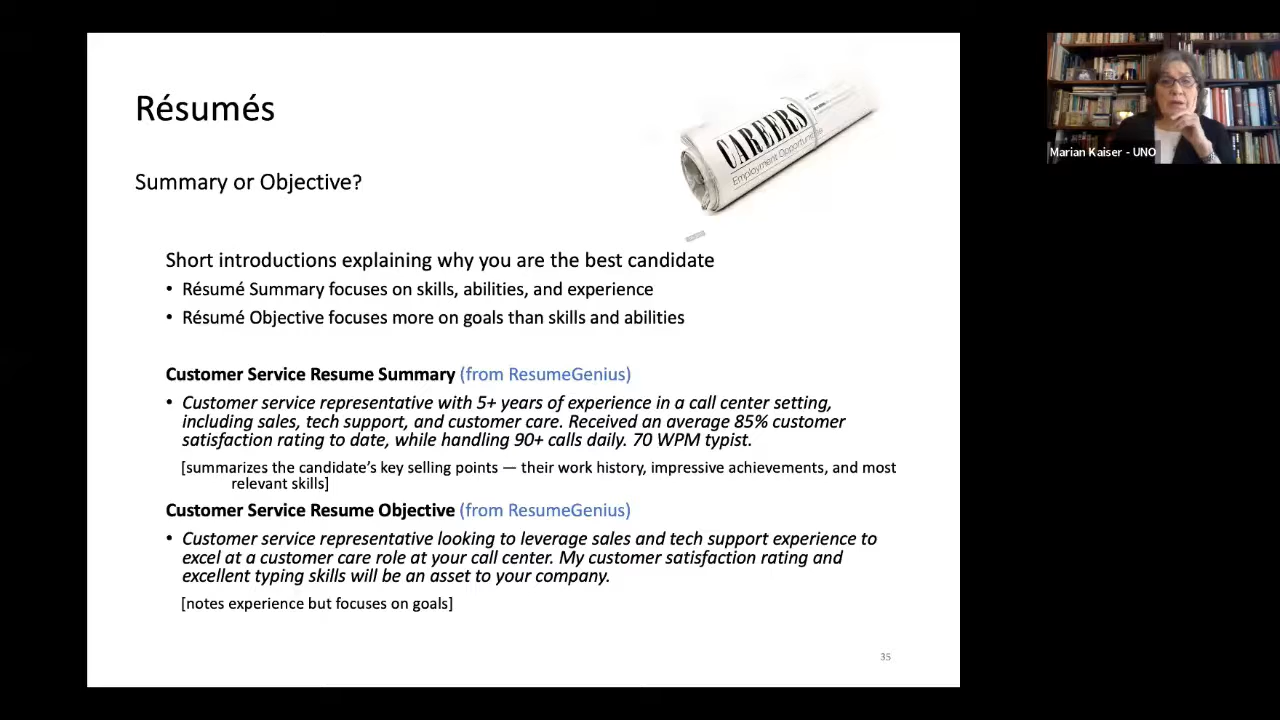 Résumés
CAREERS
Employment Opportunities
Summary or Objective?
Short introductions explaining why you are the best candidate
• Résumé Summary focuses on skills, abilities, and experience
• Résumé Objective focuses more on goals than skills and abilities
Customer Service Resume Summary (from ResumeGenius)
• Customer service representative with 5+ years of experience in a call center setting,
including sales, tech support, and customer care. Received an average 85% customer
satisfaction rating to date, while handling 90+ calls daily. 70 WPM typist.
[summarizes the candidate’s key selling points — their work history, impressive achievements, and most
relevant skills]
Customer Service Resume Objective (from ResumeGenius)
• Customer service representative looking to leverage sales and tech support experience to
excel at a customer care role at your call center. My customer satisfaction rating and
excellent typing skills will be an asset to your company.
[notes experience but focuses on goals]
35
Marian Kaiser - UNO